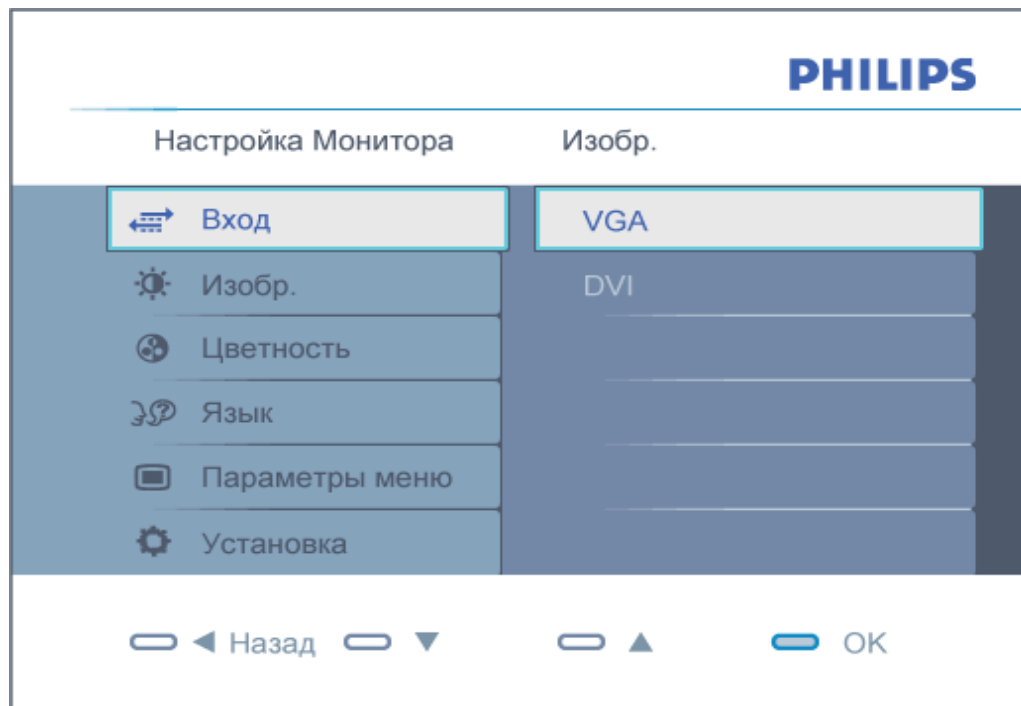 PHILIPS
Настройка Монитора Изобр.
Вход VGA
Изобр. DVI
Цветность
Язык
Параметры меню
Установка
Назад OK